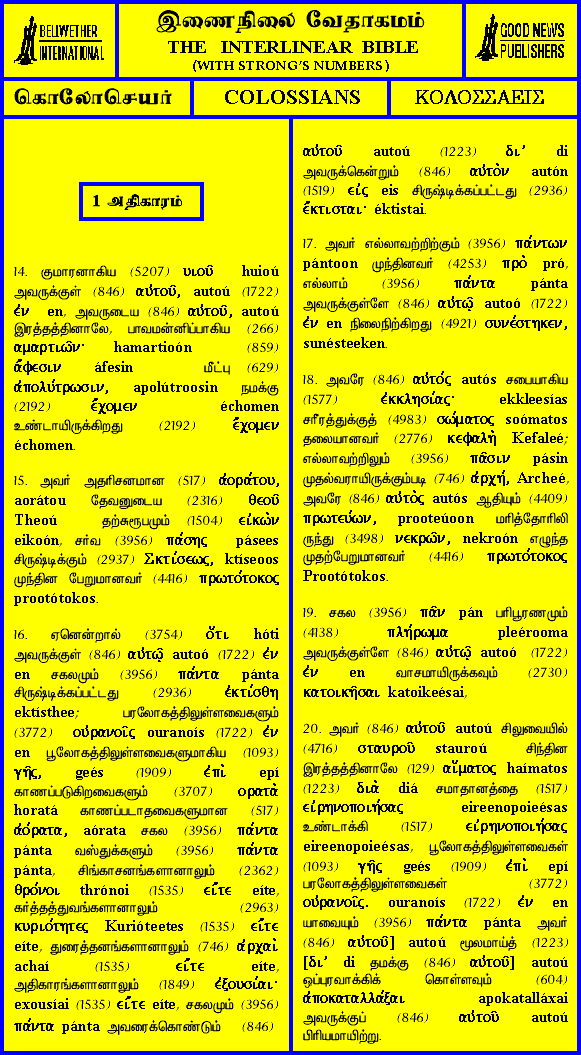 BELLWETHER
INTERNATIONAL
இணைநிலை வேதாகமம்
THE INTERLINEAR BIBLE
(WITH STRONG'S NUMBERS)
GOOD NEWS
PUBLISHERS
கொலோசெயர்
COLOSSIANS
ΚΟΛΟΣΣΑΕΙΣ
1 அதிகாரம்
14. குமாரனாகிய (5207) υιού huioú
அவருக்குள் (846) αὐτοῦ, autoú (1722)
ἐν en, அவருடைய (846) αὐτοῦ, autoú
இரத்தத்தினாலே, பாவமன்னிப்பாகிய (266)
αμαρτιῶν· hamartioón (859)
ἄφεσιν áfesin மீட்பு (629)
ἀπολύτρωσιν, apolútroosin நமக்கு
(2192) ἔχομεν échomen
உண்டாயிருக்கிறது (2192) ἔχομεν
échomen.
15. அவர் அதரிசனமான (517) ἀοράτου,
aorátou தேவனுடைய (2316) θεοῦ
Theoú தற்சுரூபமும் (1504) εἰκὼν
eikoón, சர்வ (3956) πάσης pásees
சிருஷ்டிக்கும் (2937) Σκτίσεως, ktíseoos
முந்தின பேறுமானவர் (4416) πρωτότοκος
prootótokos.
16. ஏனென்றால் (3754) ὅτι hóti
அவருக்குள் (846) αὐτῷ autoó (1722) ἐν
en சகலமும் (3956) πάντα pánta
சிருஷ்டிக்கப்பட்டது (2936) ἐκτίσθη
ektísthee; பரலோகத்திலுள்ளவைகளும்
(3772) οὐρανοῖς ouranoís (1722) ἐν
en பூலோகத்திலுள்ளவைகளுமாகிய (1093)
γῆς, geés (1909) ἐπὶ epí
காணப்படுகிறவைகளும் (3707) ορατὰ
horatá காணப்படாதவைகளுமான (517)
ἀόρατα, aórata சகல (3956) πάντα
pánta வஸ்துக்களும் (3956) πάντα
pánta, சிங்காசனங்களானாலும் (2362)
θρόνοι thrónoi (1535) εἴτε eíte,
கர்த்தத்துவங்களானாலும் (2963)
κυριότητες Kurióteetes (1535) εἴτε
eíte, துரைத்தனங்களானாலும் (746) ἀρχαὶ
achaí (1535) εἴτε eíte,
அதிகாரங்களானாலும் (1849) ἐξουσίαι·
exousíai (1535) εἴτε eíte, சகலமும் (3956)
πάντα pánta அவரைக்கொண்டும் (846)
αὐτοῦ autoú (1223) δι’ di
அவருக்கென்றும் (846) αὐτὸν autón
(1519) εἰς eis சிருஷ்டிக்கப்பட்டது (2936)
ἔκτισται· éktistai.
17. அவர் எல்லாவற்றிற்கும் (3956) πάντων
pántoon முந்தினவர் (4253) πρὸ pró,
எல்லாம் (3956) πάντα pánta
அவருக்குள்ளே (846) αὐτῷ autoó (1722)
ἐν en நிலைநிற்கிறது (4921) συνέστηκεν,
sunésteeken.
18. அவரே (846) αὐτός autós சபையாகிய
(1577) ἐκκλησίας· ekkleesías
சரீரத்துக்குத் (4983) σώματος soómatos
தலையானவர் (2776) κεφαλὴ Kefaleé;
எல்லாவற்றிலும் (3956) πᾶσιν pásin
முதல்வராயிருக்கும்படி (746) ἀρχή, Archeé,
அவரே (846) αὐτὸς autós ஆதியும் (4409)
πρωτεύων, prooteúoon மரித்தோரிலி
ருந்து (3498) νεκρῶν, nekroón எழுந்த
முதற்பேறுமானவர் (4416) πρωτότοκος
Prootótokos.
19. சகல (3956) πᾶν pán பரிபூரணமும்
(4138) πλήρωμα pleérooma
அவருக்குள்ளே (846) αὐτῷ autoó (1722)
ἐν en வாசமாயிருக்கவும் (2730)
κατοικῆσαι katoikeésai,
20. அவர் (846) αὐτοῦ autoú சிலுவையில்
(4716) σταυροῦ stauroú சிந்தின
இரத்தத்தினாலே (129) αἵματος haímatos
(1223) διὰ diá சமாதானத்தை (1517)
εἰρηνοποιήσας eireenopoieésas
உண்டாக்கி (1517) εἰρηνοποιήσας
eireenopoieésas, பூலோகத்திலுள்ளவைகள்
(1093) γῆς geés (1909) ἐπὶ epí
பரலோகத்திலுள்ளவைகள் (3772)
οὐρανοῖς. ouranoís (1722) ἐν en
யாவையும் (3956) πάντα pánta அவர்
(846) αὐτοῦ] autoú மூலமாய்த் (1223)
[δι’ di தமக்கு (846) αὐτοῦ] autoú
ஒப்புரவாக்கிக் கொள்ளவும் (604)
ἀποκαταλλάξαι apokatalláxai
அவருக்குப் (846) αὐτοῦ autoú
பிரியமாயிற்று.